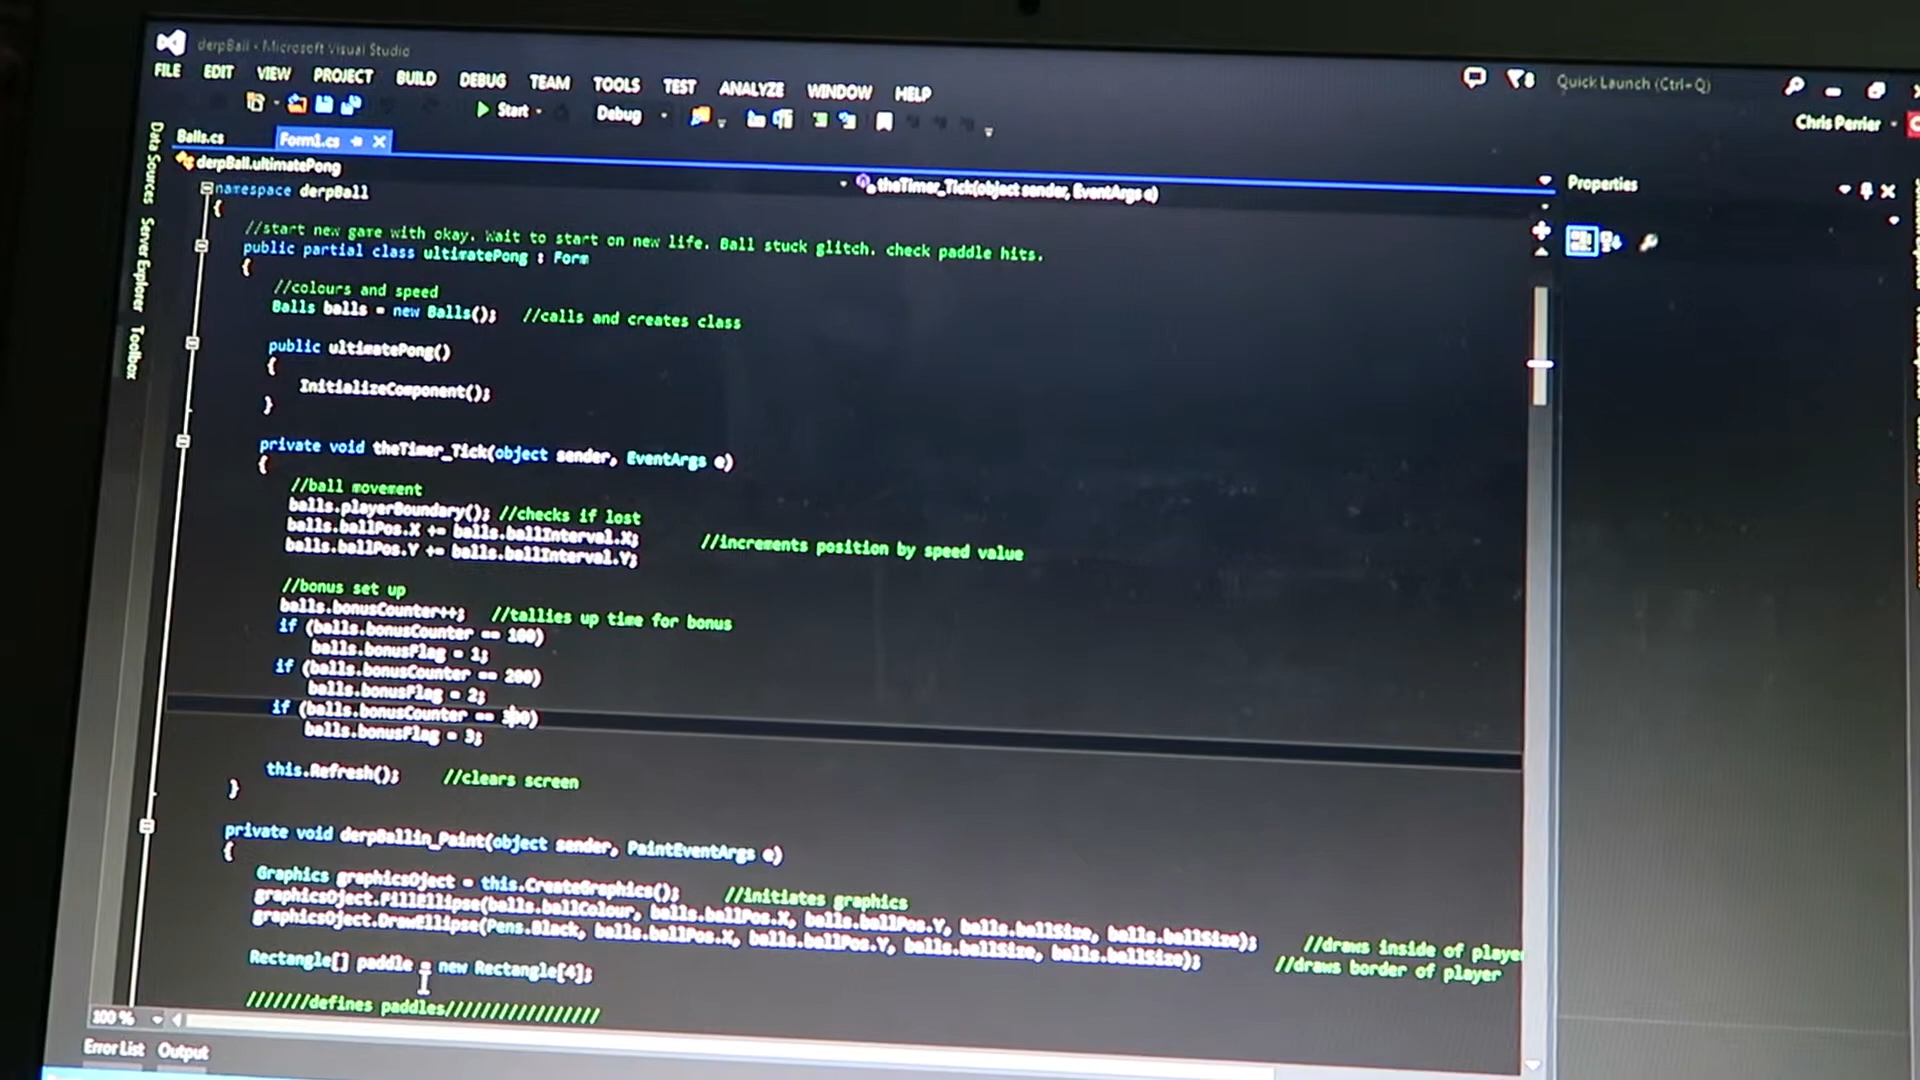 derpBall - Microsoft Visual Studio
FILE EDIT VIEW PROJECT BUILD DEBUG TEAM TOOLS TEST ANALYZE WINDOW HELP
8 Quick Launch (Ctrl+Q)
Start Debug
Chris Perrier
Balls.cs Form1.cs
derpBall.ultimatePong
theTimer_Tick(object sender, EventArgs e)
Properties
Data Sources
Server Explorer
Toolbox
namespace derpBall
{
//start new game with okay. Wait to start on new life. Ball stuck glitch. check paddle hits.
public partial class ultimatePong : Form
{
//colours and speed
Balls balls = new Balls(); //calls and creates class
public ultimatePong()
{
InitializeComponent();
}
private void theTimer_Tick(object sender, EventArgs e)
{
//ball movement
balls.playerBoundary(); //checks if lost
balls.ballPos.X += balls.ballInterval.X;
balls.ballPos.Y += balls.ballInterval.Y; //increments position by speed value
//bonus set up
balls.bonusCounter++; //tallies up time for bonus
if (balls.bonusCounter == 100)
balls.bonusFlag = 1;
if (balls.bonusCounter == 200)
balls.bonusFlag = 2;
if (balls.bonusCounter == 300)
balls.bonusFlag = 3;
this.Refresh(); //clears screen
}
private void derpBallin_Paint(object sender, PaintEventArgs e)
{
Graphics graphicsOject = this.CreateGraphics(); //initiates graphics
graphicsOject.FillEllipse(balls.ballColour, balls.ballPos.X, balls.ballPos.Y, balls.ballSize, balls.ballSize); //draws inside of player
graphicsOject.DrawEllipse(Pens.Black, balls.ballPos.X, balls.ballPos.Y, balls.ballSize, balls.ballSize); //draws border of player
Rectangle[] paddle = new Rectangle[4];
///////defines paddles/////////////////
100 %
Error List Output